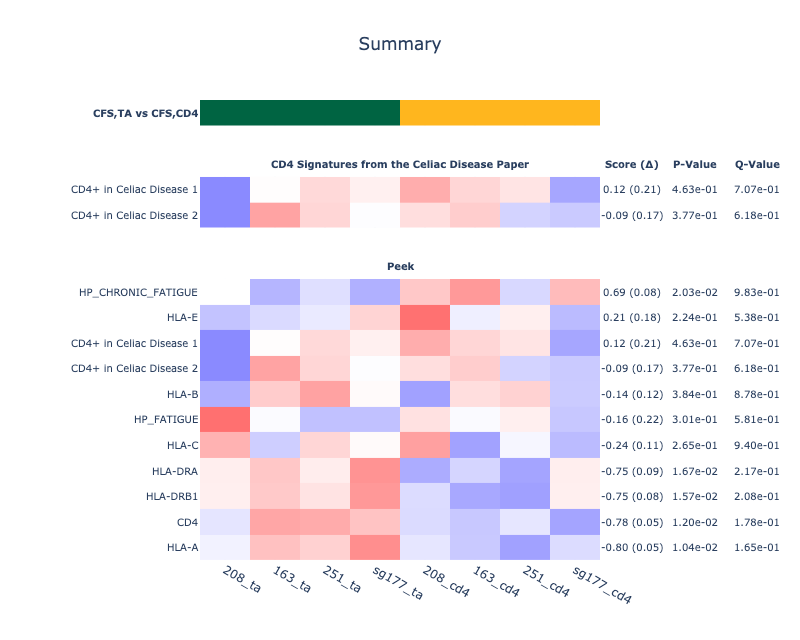 Summary
CFS,TA vs CFS,CD4
CD4 Signatures from the Celiac Disease Paper Score (Δ) P-Value Q-Value
CD4+ in Celiac Disease 1 0.12 (0.21) 4.63e-01 7.07e-01
CD4+ in Celiac Disease 2 -0.09 (0.17) 3.77e-01 6.18e-01
Peek
HP_CHRONIC_FATIGUE 0.69 (0.08) 2.03e-02 9.83e-01
HLA-E 0.21 (0.18) 2.24e-01 5.38e-01
CD4+ in Celiac Disease 1 0.12 (0.21) 4.63e-01 7.07e-01
CD4+ in Celiac Disease 2 -0.09 (0.17) 3.77e-01 6.18e-01
HLA-B -0.14 (0.12) 3.84e-01 8.78e-01
HP_FATIGUE -0.16 (0.22) 3.01e-01 5.81e-01
HLA-C -0.24 (0.11) 2.65e-01 9.40e-01
HLA-DRA -0.75 (0.09) 1.67e-02 2.17e-01
HLA-DRB1 -0.75 (0.08) 1.57e-02 2.08e-01
CD4 -0.78 (0.05) 1.20e-02 1.78e-01
HLA-A -0.80 (0.05) 1.04e-02 1.65e-01
208_ta 163_ta 251_ta sg177_ta 208_cd4 163_cd4 251_cd4 sg177_cd4